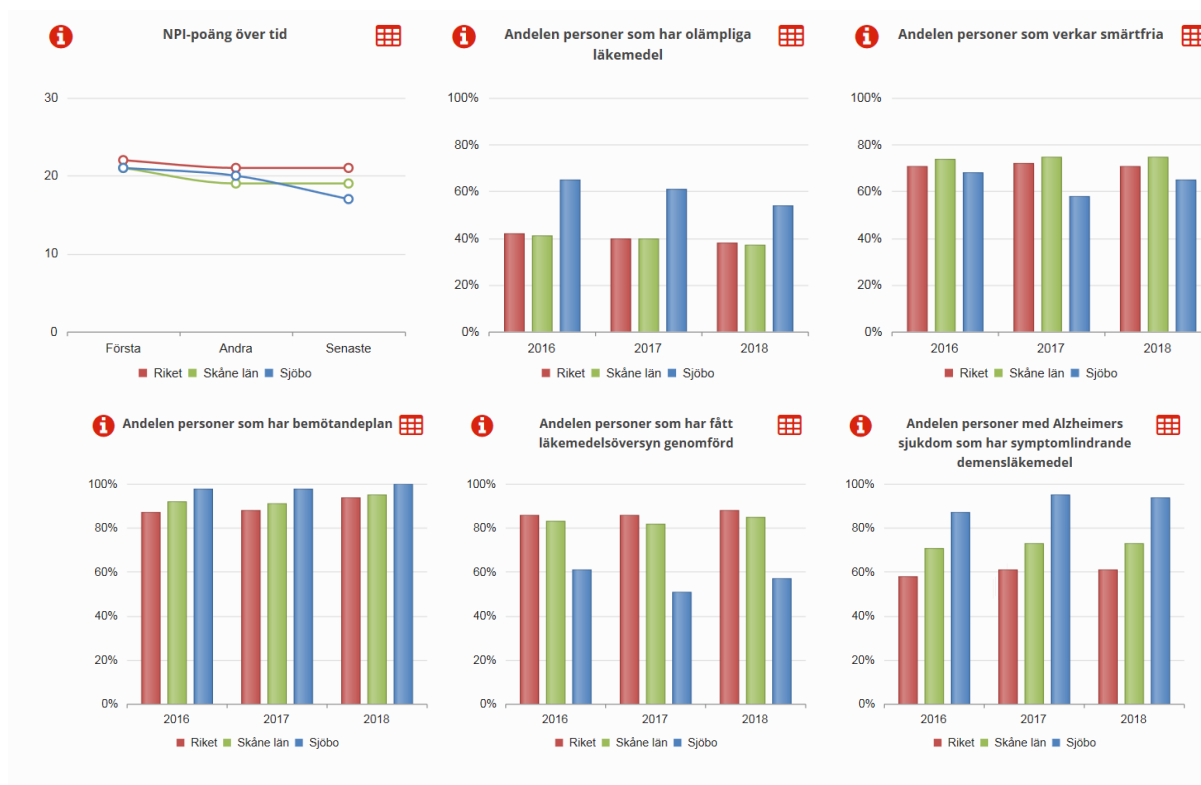 NPI-poäng över tid
30
20
10
0
Första Andra Senaste
Riket Skåne län Sjöbo
Andelen personer som har olämpliga
läkemedel
100%
80%
60%
40%
20%
0%
2016 2017 2018
Riket Skåne län Sjöbo
Andelen personer som verkar smärtfria
100%
80%
60%
40%
20%
0%
2016 2017 2018
Riket Skåne län Sjöbo
Andelen personer som har bemötandeplan
100%
80%
60%
40%
20%
0%
2016 2017 2018
Riket Skåne län Sjöbo
Andelen personer som har fått
läkemedelsöversyn genomförd
100%
80%
60%
40%
20%
0%
2016 2017 2018
Riket Skåne län Sjöbo
Andelen personer med Alzheimers
sjukdom som har symptomlindrande
demensläkemedel
100%
80%
60%
40%
20%
0%
2016 2017 2018
Riket Skåne län Sjöbo